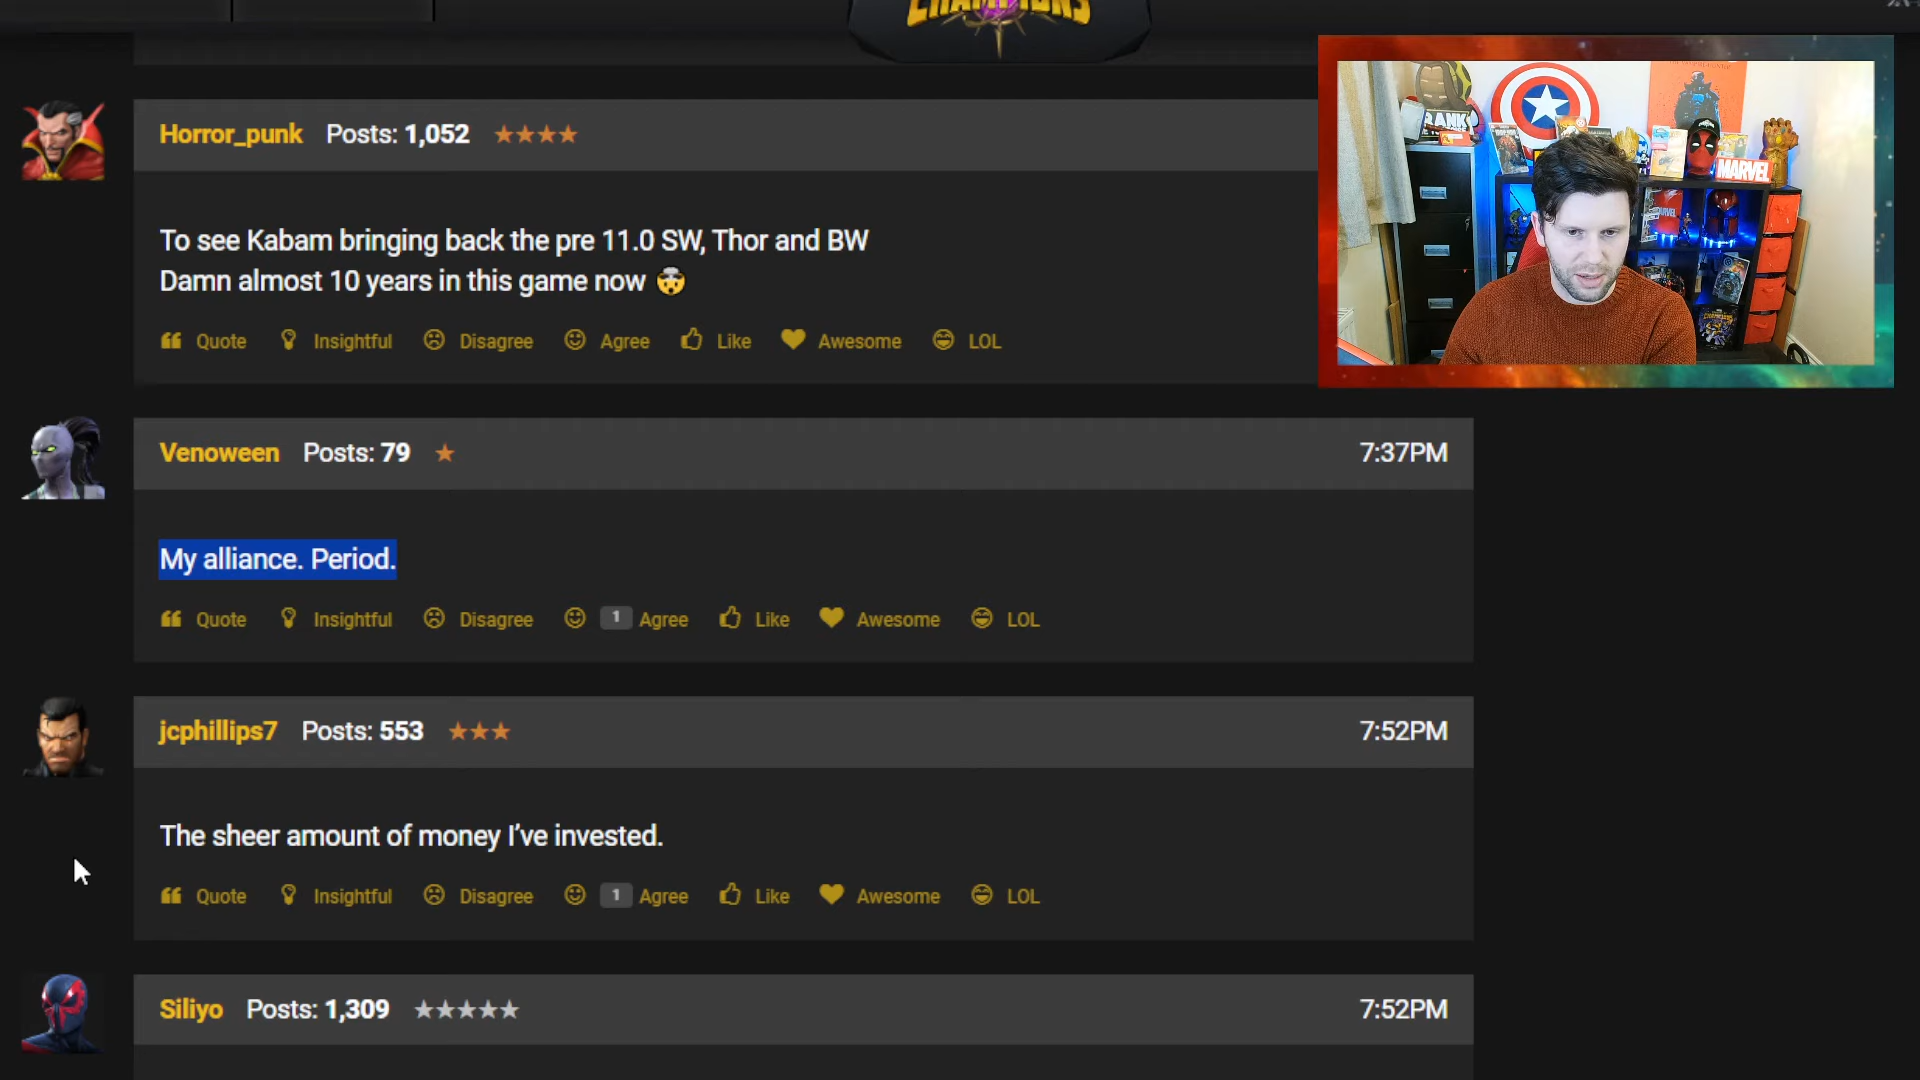 CHAMPIONS
Horror_punk Posts: 1,052
To see Kabam bringing back the pre 11.0 SW, Thor and BW
Damn almost 10 years in this game now 🤯
Quote Insightful Disagree Agree Like Awesome LOL
Venoween Posts: 79 7:37PM
My alliance. Period.
Quote Insightful Disagree 1 Agree Like Awesome LOL
jcphillips7 Posts: 553 7:52PM
The sheer amount of money I’ve invested.
Quote Insightful Disagree 1 Agree Like Awesome LOL
Siliyo Posts: 1,309 7:52PM
MARVEL